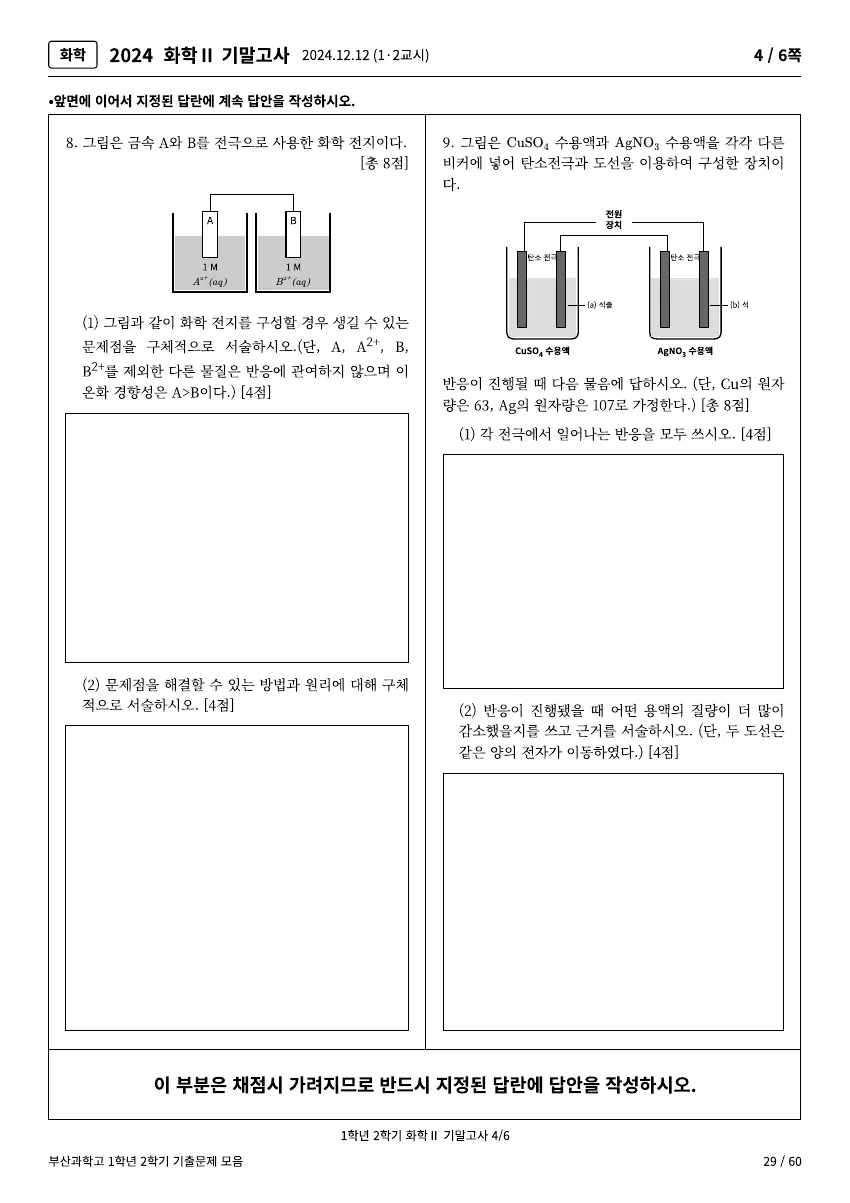 화학 2024 화학Ⅱ 기말고사 2024.12.12 (1·2교시) 4 / 6쪽
•앞면에 이어서 지정된 답란에 계속 답안을 작성하시오.
8. 그림은 금속 A와 B를 전극으로 사용한 화학 전지이다.
[총 8점]
A B
1 M 1 M
A²⁺(aq) B²⁺(aq)
(1) 그림과 같이 화학 전지를 구성할 경우 생길 수 있는
문제점을 구체적으로 서술하시오.(단, A, A²⁺, B,
B²⁺를 제외한 다른 물질은 반응에 관여하지 않으며 이
온화 경향성은 A>B이다.) [4점]
(2) 문제점을 해결할 수 있는 방법과 원리에 대해 구체
적으로 서술하시오. [4점]
9. 그림은 CuSO₄ 수용액과 AgNO₃ 수용액을 각각 다른
비커에 넣어 탄소전극과 도선을 이용하여 구성한 장치이
다.
전원
장치
탄소 전극 탄소 전극
(a) 석출 (b) 석
CuSO₄ 수용액 AgNO₃ 수용액
반응이 진행될 때 다음 물음에 답하시오. (단, Cu의 원자
량은 63, Ag의 원자량은 107로 가정한다.) [총 8점]
(1) 각 전극에서 일어나는 반응을 모두 쓰시오. [4점]
(2) 반응이 진행됐을 때 어떤 용액의 질량이 더 많이
감소했을지를 쓰고 근거를 서술하시오. (단, 두 도선은
같은 양의 전자가 이동하였다.) [4점]
이 부분은 채점시 가려지므로 반드시 지정된 답란에 답안을 작성하시오.
1학년 2학기 화학Ⅱ 기말고사 4/6
부산과학고 1학년 2학기 기출문제 모음 29 / 60